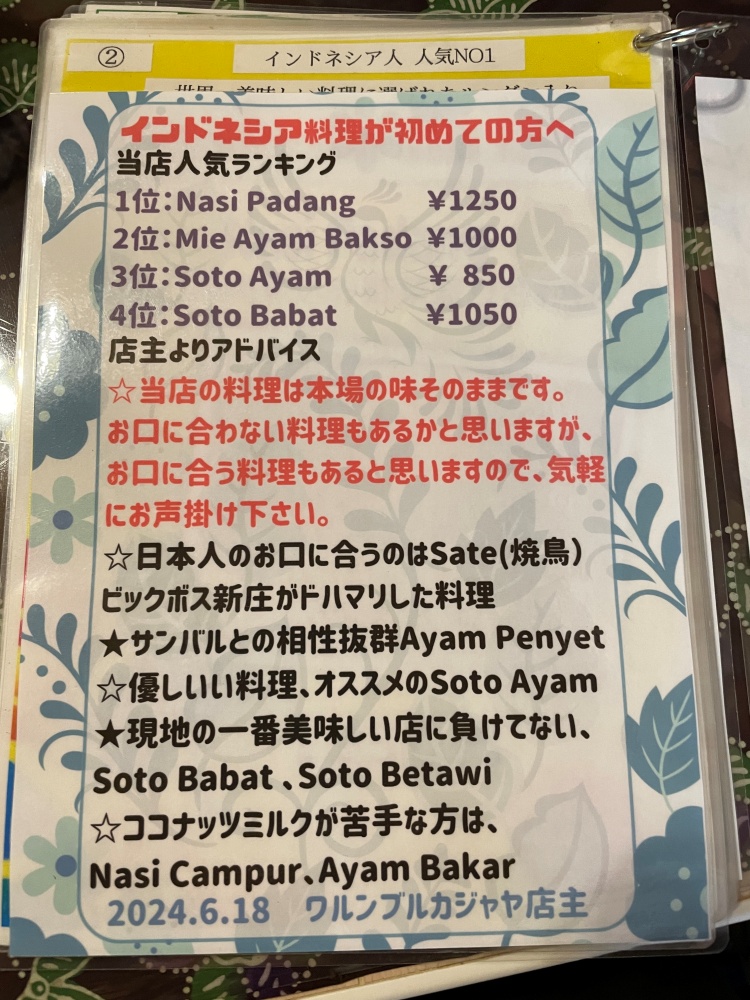 ②
インドネシア人 人気NO1
インドネシア料理が初めての方へ
当店人気ランキング
1位:Nasi Padang ¥1250
2位:Mie Ayam Bakso ¥1000
3位:Soto Ayam ¥ 850
4位:Soto Babat ¥1050
店主よりアドバイス
☆当店の料理は本場の味そのままです。
お口に合わない料理もあるかと思いますが、
お口に合う料理もあると思いますので、気軽
にお声掛け下さい。
☆日本人のお口に合うのはSate(焼鳥)
ビックボス新庄がドハマリした料理
★サンバルとの相性抜群Ayam Penyet
☆優しいい料理、オススメのSoto Ayam
★現地の一番美味しい店に負けてない、
Soto Babat 、Soto Betawi
☆ココナッツミルクが苦手な方は、
Nasi Campur、Ayam Bakar
2024.6.18 ワルンブルカジャヤ店主